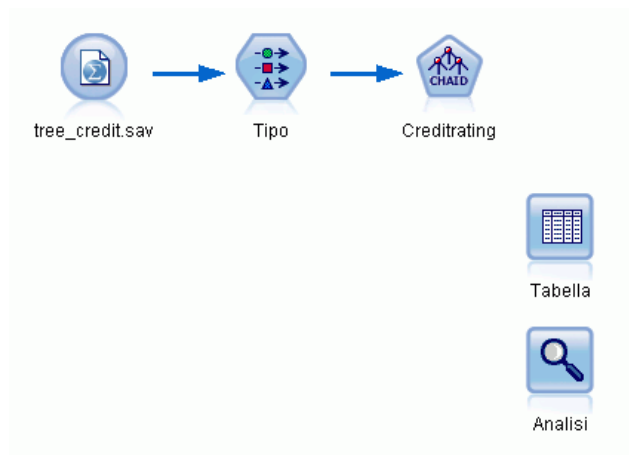 CHAID
tree_credit.sav
Tipo
Creditrating
Tabella
Analisi